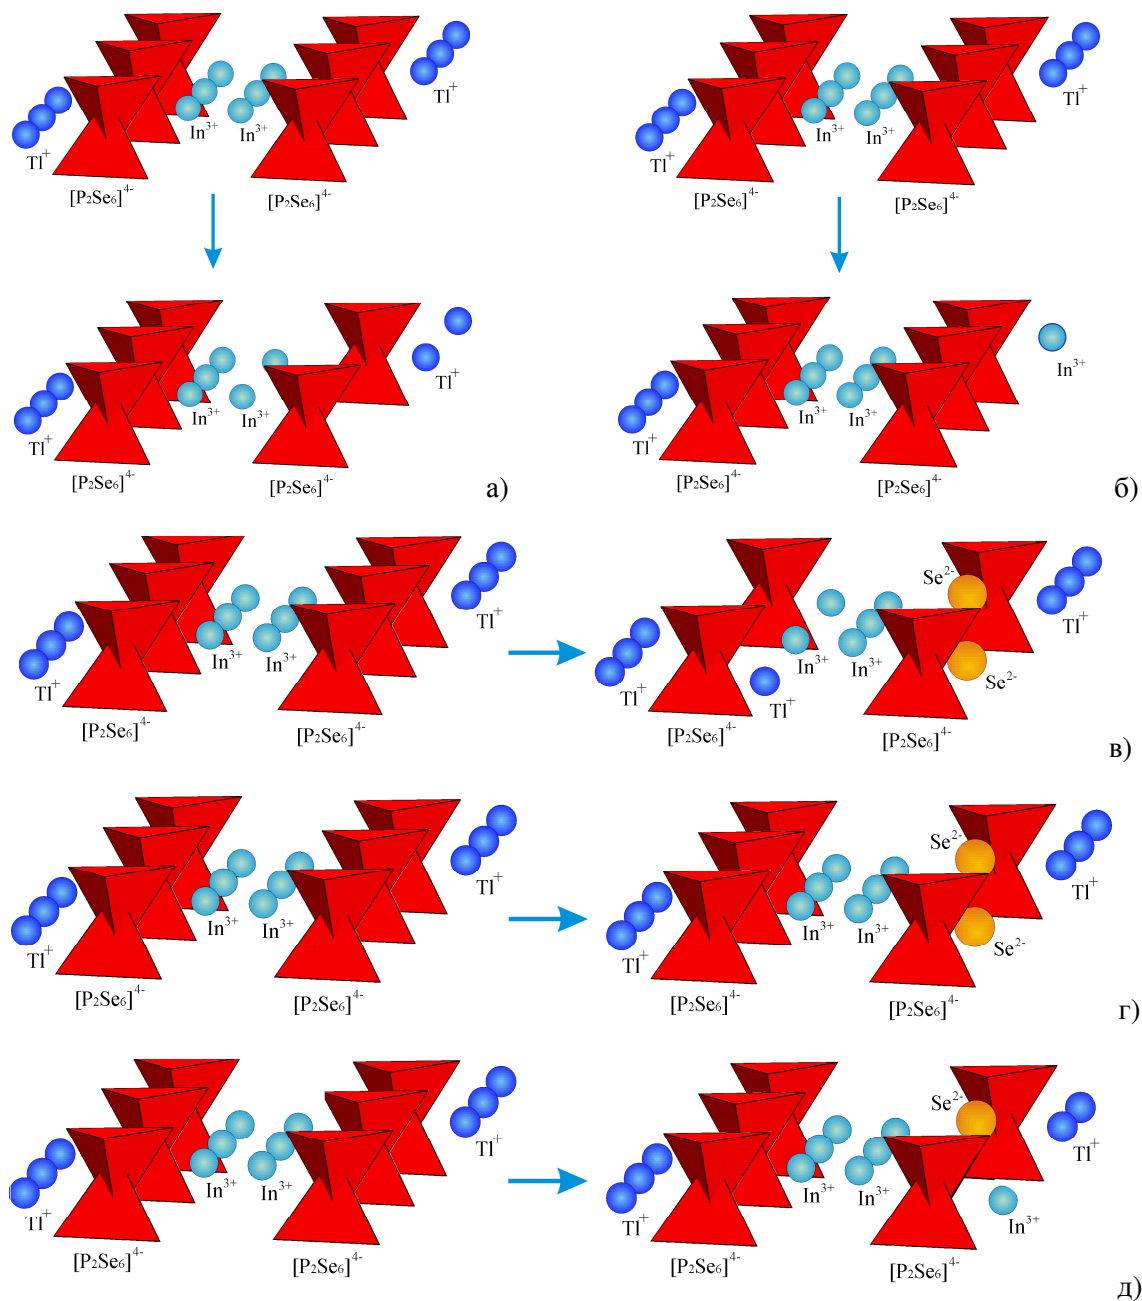 Tl⁺ In³⁺ In³⁺ Tl⁺
[P₂Se₆]⁴⁻ [P₂Se₆]⁴⁻
Tl⁺ In³⁺ In³⁺ Tl⁺
[P₂Se₆]⁴⁻ [P₂Se₆]⁴⁻
Tl⁺ In³⁺ In³⁺ Tl⁺
[P₂Se₆]⁴⁻ [P₂Se₆]⁴⁻
а)
Tl⁺ In³⁺ In³⁺ In³⁺
[P₂Se₆]⁴⁻ [P₂Se₆]⁴⁻
б)
Tl⁺ In³⁺ In³⁺ Tl⁺
[P₂Se₆]⁴⁻ [P₂Se₆]⁴⁻
Se²⁻
Tl⁺ In³⁺ In³⁺ Tl⁺
Tl⁺ Se²⁻
[P₂Se₆]⁴⁻ [P₂Se₆]⁴⁻
в)
Tl⁺ In³⁺ In³⁺ Tl⁺
[P₂Se₆]⁴⁻ [P₂Se₆]⁴⁻
Se²⁻
Tl⁺ In³⁺ In³⁺ Tl⁺
Se²⁻
[P₂Se₆]⁴⁻ [P₂Se₆]⁴⁻
г)
Tl⁺ In³⁺ In³⁺ Tl⁺
[P₂Se₆]⁴⁻ [P₂Se₆]⁴⁻
Se²⁻
Tl⁺ In³⁺ In³⁺ Tl⁺
In³⁺
[P₂Se₆]⁴⁻ [P₂Se₆]⁴⁻
д)